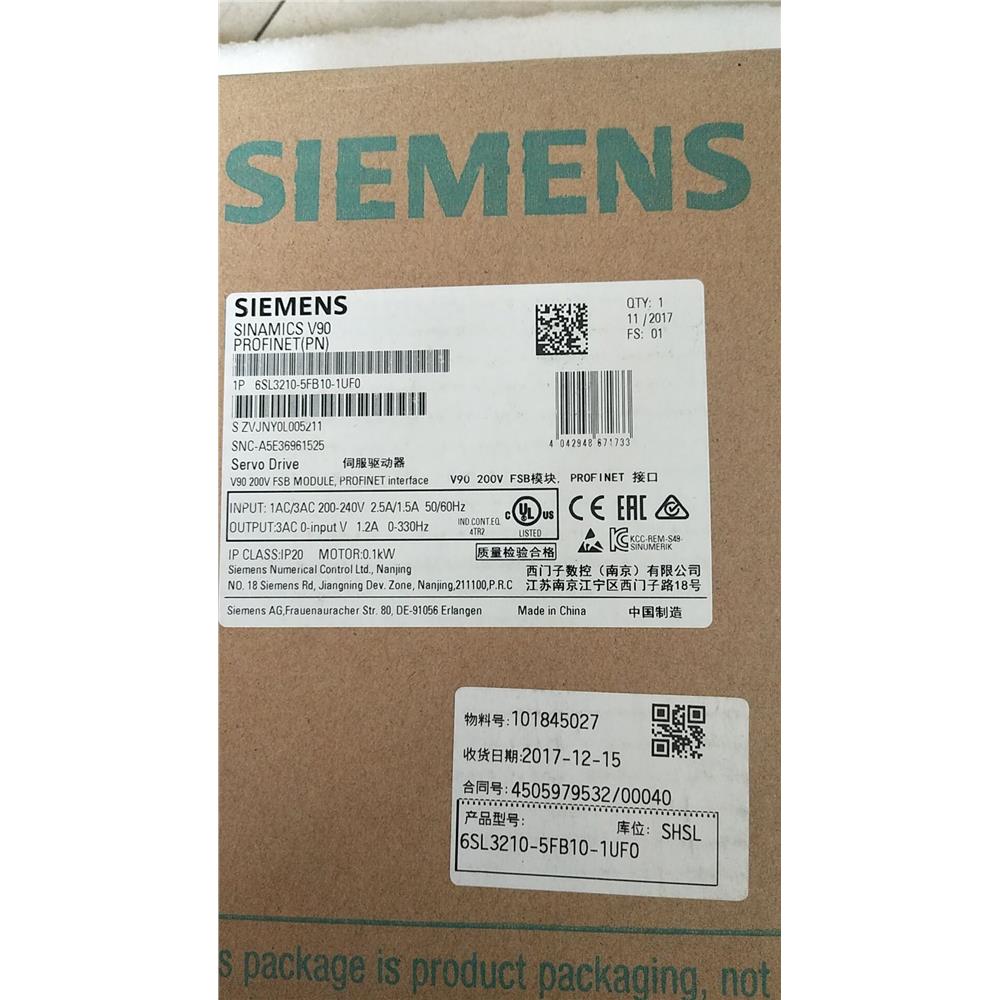 SIEMENS
SIEMENS
SINAMICS V90
PROFINET(PN)
QTY: 1
11 / 2017
FS: 01
1P 6SL3210-5FB10-1UF0
S ZVJNY0L005211
4 042948 671733
SNC-A5E36961525
Servo Drive 伺服驱动器
V90 200V FSB MODULE, PROFINET interface V90 200V FSB模块, PROFINET 接口
INPUT: 1AC/3AC 200-240V 2.5A/1.5A 50/60Hz
OUTPUT:3AC 0-input V 1.2A 0-330Hz
IND.CONT.EQ.
4TR2
C UL US
LISTED
CE EAC
KCC-REM-S49-
SINUMERIK
IP CLASS:IP20 MOTOR:0.1kW 质量检验合格
Siemens Numerical Control Ltd., Nanjing 西门子数控（南京）有限公司
NO. 18 Siemens Rd, Jiangning Dev. Zone, Nanjing,211100,P.R.C 江苏南京江宁区西门子路18号
Siemens AG,Frauenauracher Str. 80, DE-91056 Erlangen Made in China 中国制造
物料号:101845027
收货日期:2017-12-15
合同号:4505979532/00040
产品型号: 库位: SHSL
6SL3210-5FB10-1UF0
s package is product packaging, not